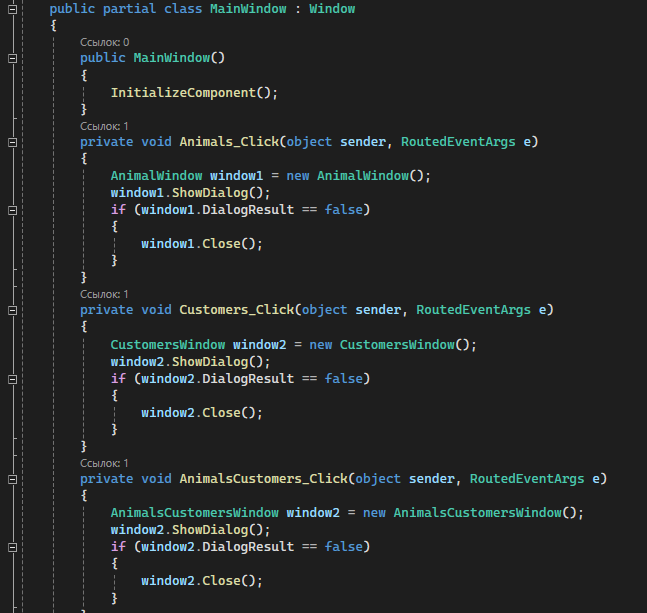 public partial class MainWindow : Window
{
Ссылок: 0
public MainWindow()
{
InitializeComponent();
}
Ссылок: 1
private void Animals_Click(object sender, RoutedEventArgs e)
{
AnimalWindow window1 = new AnimalWindow();
window1.ShowDialog();
if (window1.DialogResult == false)
{
window1.Close();
}
}
Ссылок: 1
private void Customers_Click(object sender, RoutedEventArgs e)
{
CustomersWindow window2 = new CustomersWindow();
window2.ShowDialog();
if (window2.DialogResult == false)
{
window2.Close();
}
}
Ссылок: 1
private void AnimalsCustomers_Click(object sender, RoutedEventArgs e)
{
AnimalsCustomersWindow window2 = new AnimalsCustomersWindow();
window2.ShowDialog();
if (window2.DialogResult == false)
{
window2.Close();
}